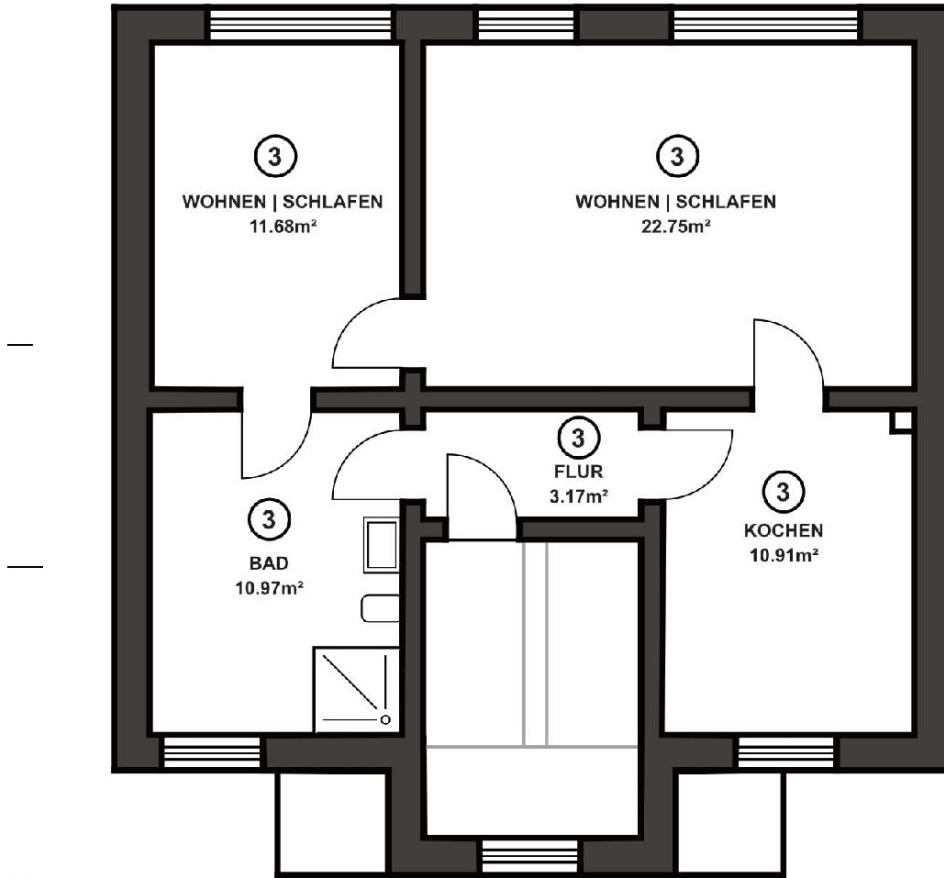 3
WOHNEN | SCHLAFEN
11.68m²
3
WOHNEN | SCHLAFEN
22.75m²
3
FLUR
3.17m²
3
BAD
10.97m²
3
KOCHEN
10.91m²